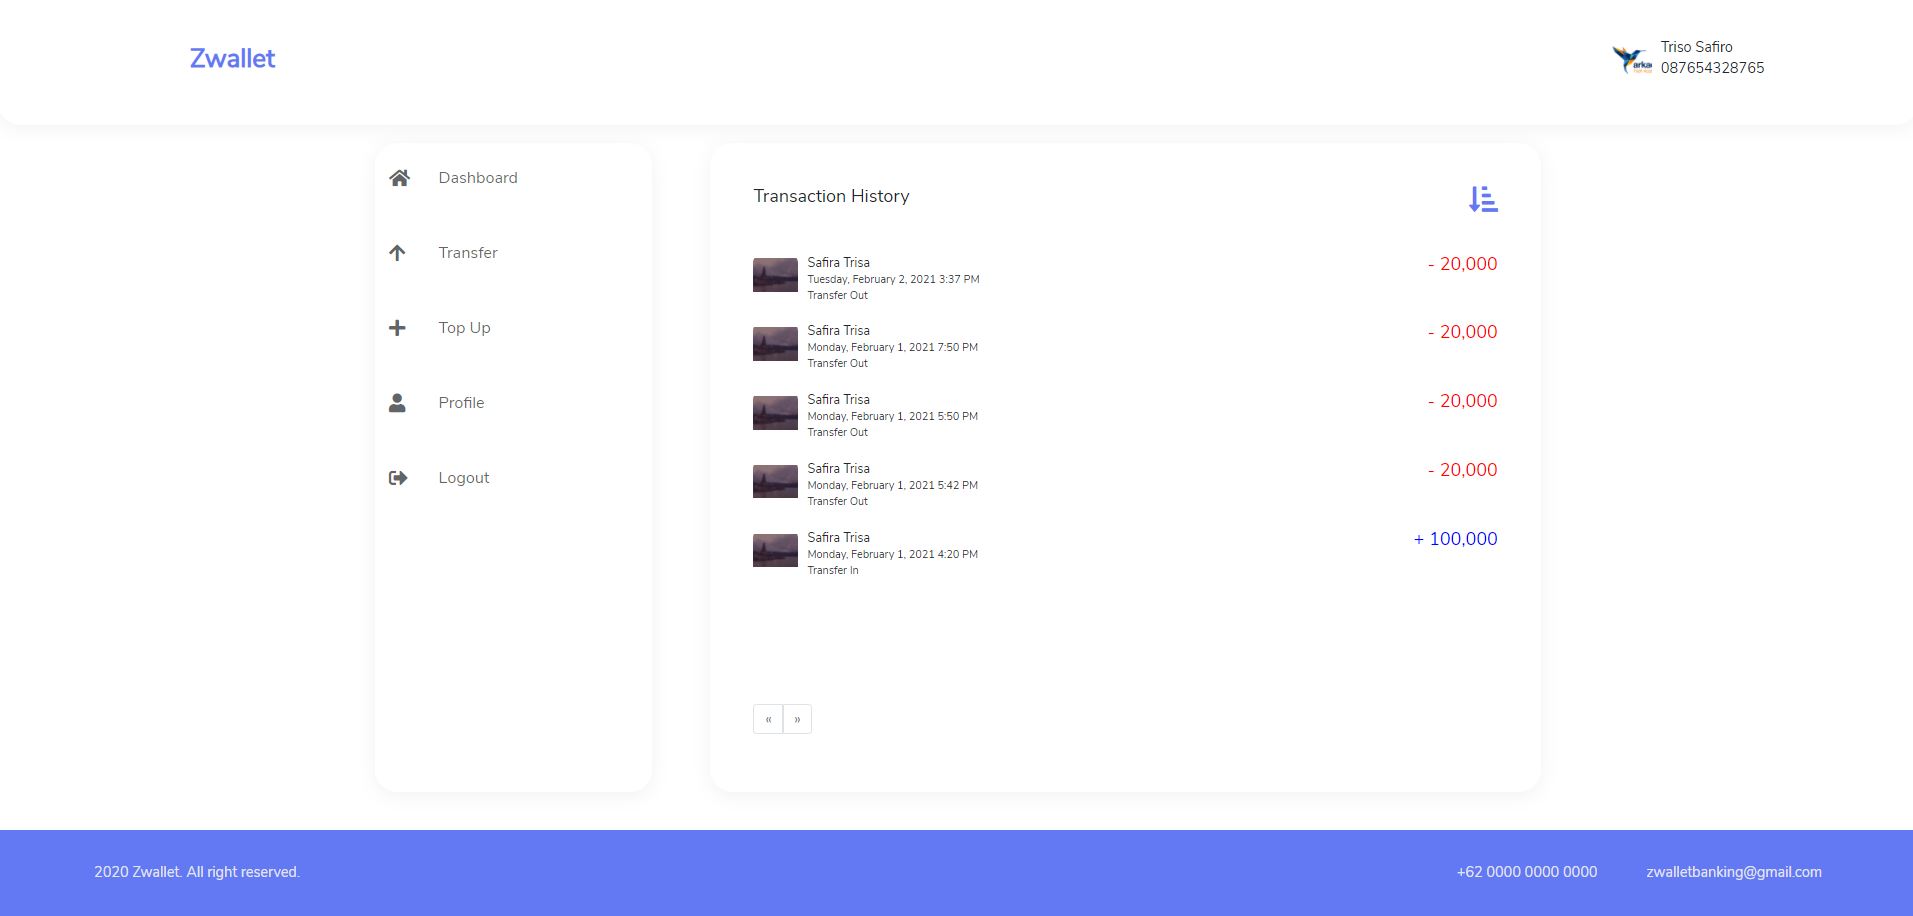 Zwallet
Triso Safiro
087654328765
Dashboard
Transfer
Top Up
Profile
Logout
Transaction History
Safira Trisa
Tuesday, February 2, 2021 3:37 PM
Transfer Out
- 20,000
Safira Trisa
Monday, February 1, 2021 7:50 PM
Transfer Out
- 20,000
Safira Trisa
Monday, February 1, 2021 5:50 PM
Transfer Out
- 20,000
Safira Trisa
Monday, February 1, 2021 5:42 PM
Transfer Out
- 20,000
Safira Trisa
Monday, February 1, 2021 4:20 PM
Transfer In
+ 100,000
« »
2020 Zwallet. All right reserved.
+62 0000 0000 0000
zwalletbanking@gmail.com